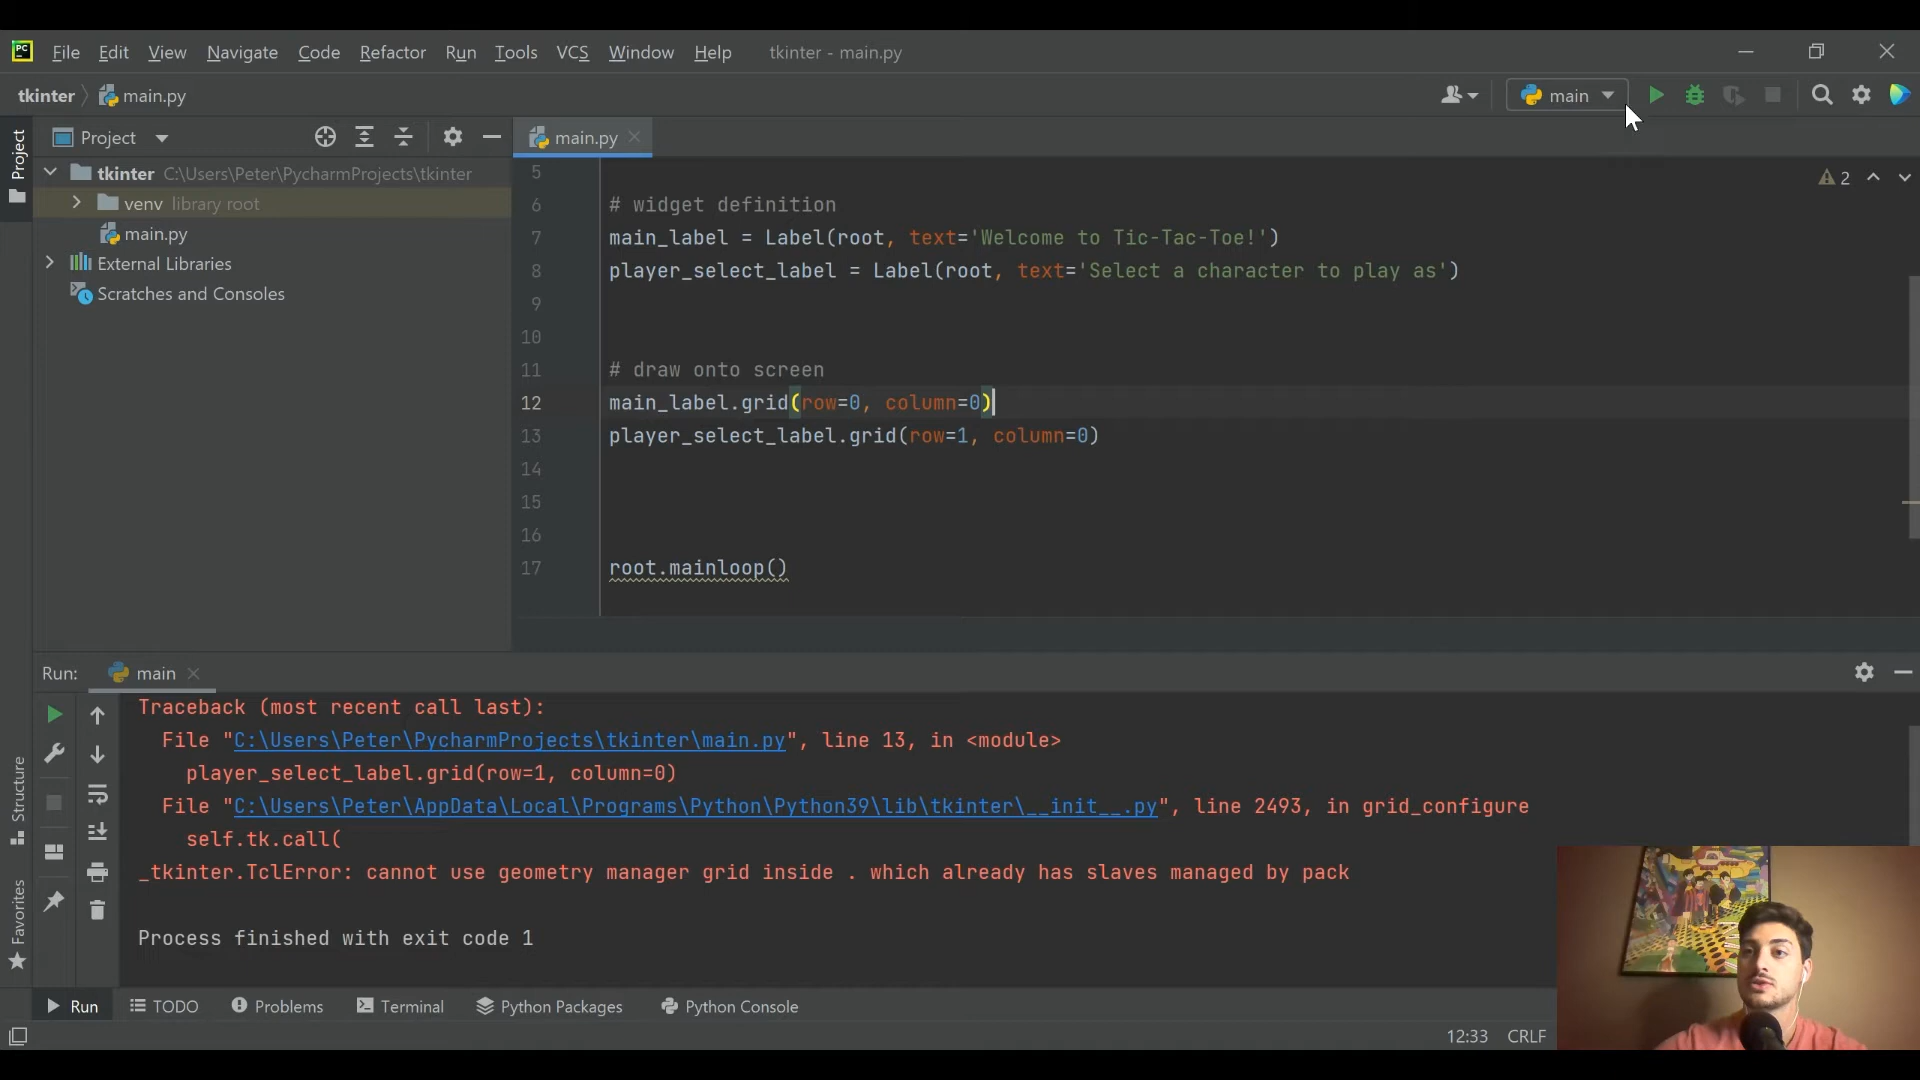 PC File Edit View Navigate Code Refactor Run Tools VCS Window Help tkinter - main.py
tkinter main.py main
Project main.py
Project
tkinter C:\Users\Peter\PycharmProjects\tkinter
venv library root
main.py
External Libraries
Scratches and Consoles
2
5
6 # widget definition
7 main_label = Label(root, text='Welcome to Tic-Tac-Toe!')
8 player_select_label = Label(root, text='Select a character to play as')
9
10
11 # draw onto screen
12 main_label.grid(row=0, column=0)
13 player_select_label.grid(row=1, column=0)
14
15
16
17 root.mainloop()
Run: main
Traceback (most recent call last):
File "C:\Users\Peter\PycharmProjects\tkinter\main.py", line 13, in <module>
player_select_label.grid(row=1, column=0)
File "C:\Users\Peter\AppData\Local\Programs\Python\Python39\lib\tkinter\__init__.py", line 2493, in grid_configure
self.tk.call(
_tkinter.TclError: cannot use geometry manager grid inside . which already has slaves managed by pack
Process finished with exit code 1
Structure
Favorites
Run TODO Problems Terminal Python Packages Python Console
12:33 CRLF